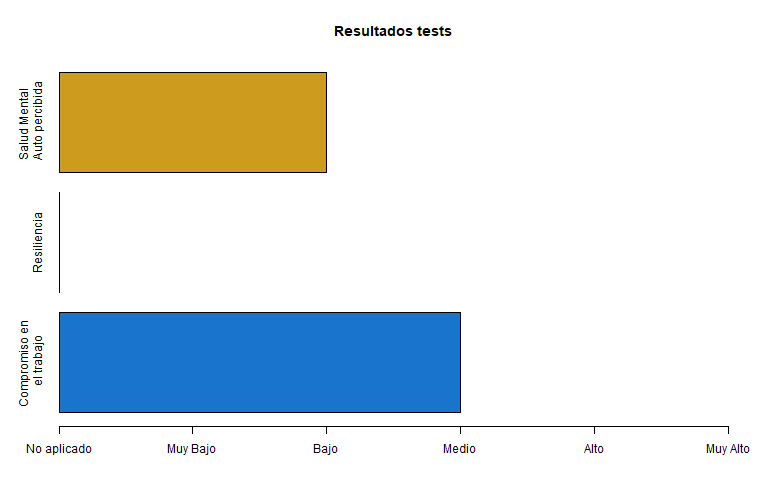 Resultados tests
Salud Mental
Auto percibida
Resiliencia
Compromiso en
el trabajo
No aplicado
Muy Bajo
Bajo
Medio
Alto
Muy Alto